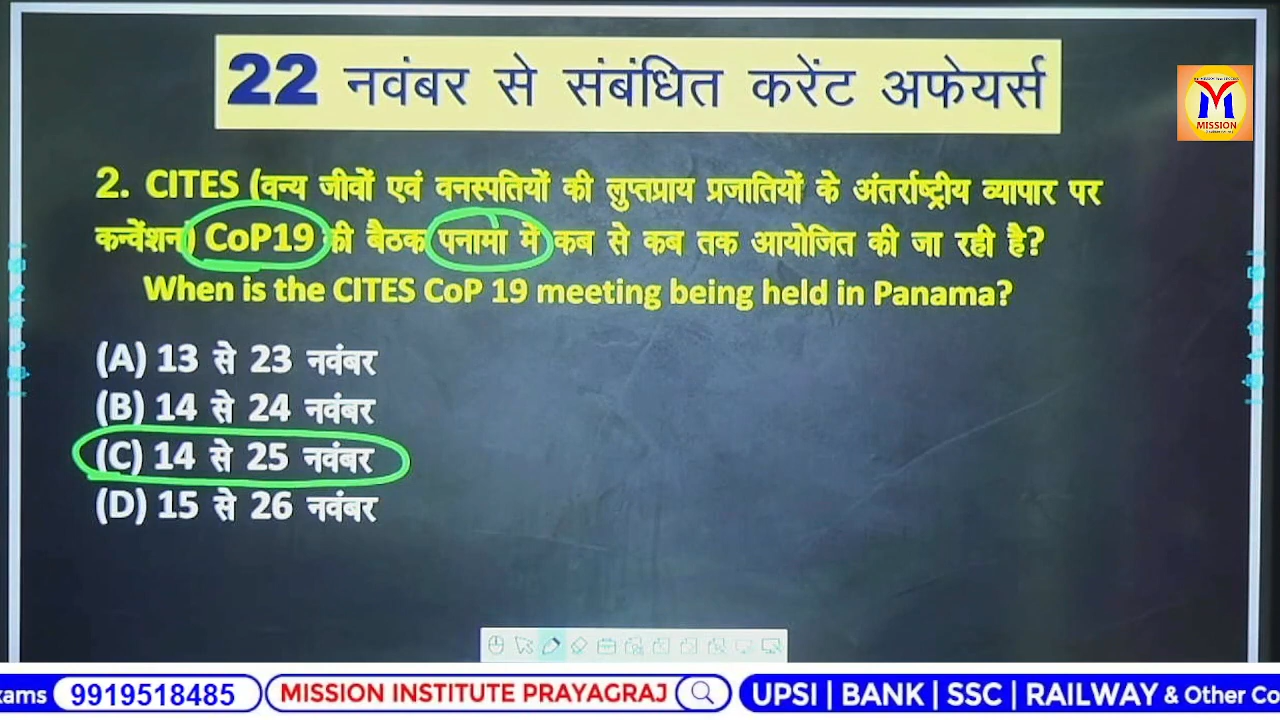 22 नवंबर से संबंधित करेंट अफेयर्स
MISSION
2. CITES (वन्य जीवों एवं वनस्पतियों की लुप्तप्राय प्रजातियों के अंतर्राष्ट्रीय व्यापार पर
कन्वेंशन) CoP19 की बैठक पनामा में कब से कब तक आयोजित की जा रही है?
When is the CITES CoP 19 meeting being held in Panama?
(A) 13 से 23 नवंबर
(B) 14 से 24 नवंबर
(C) 14 से 25 नवंबर
(D) 15 से 26 नवंबर
xams 9919518485 MISSION INSTITUTE PRAYAGRAJ UPSI | BANK | SSC | RAILWAY & Other Co